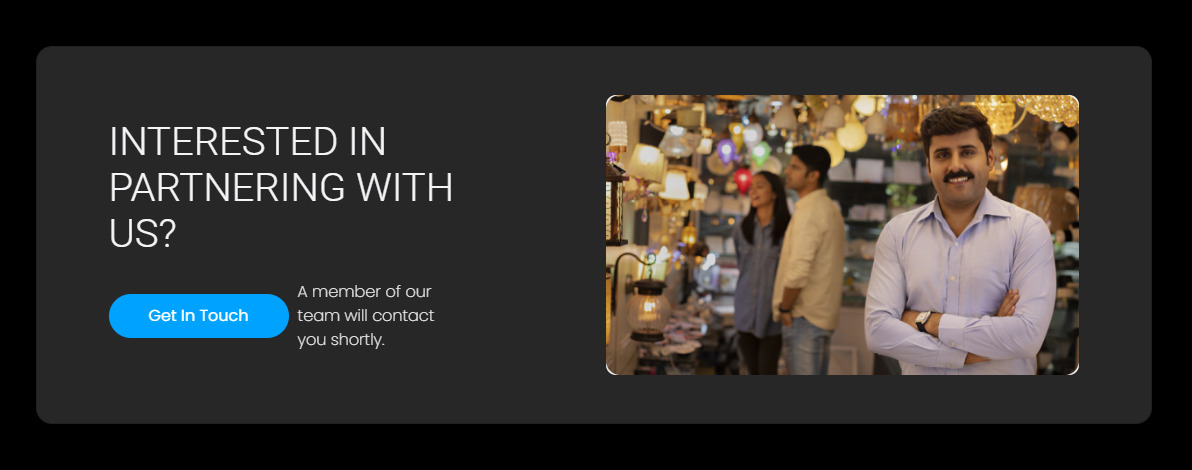 INTERESTED IN
PARTNERING WITH
US?
Get In Touch
A member of our
team will contact
you shortly.